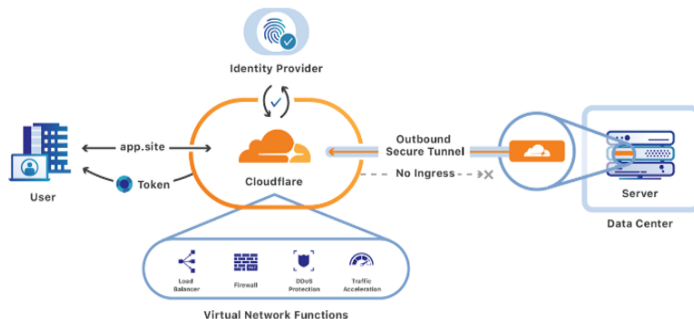 Identity Provider
app.site
Token
User
Cloudflare
Outbound
Secure Tunnel
No Ingress
Server
Data Center
Load
Balancer
Firewall
DDoS
Protection
Traffic
Acceleration
Virtual Network Functions